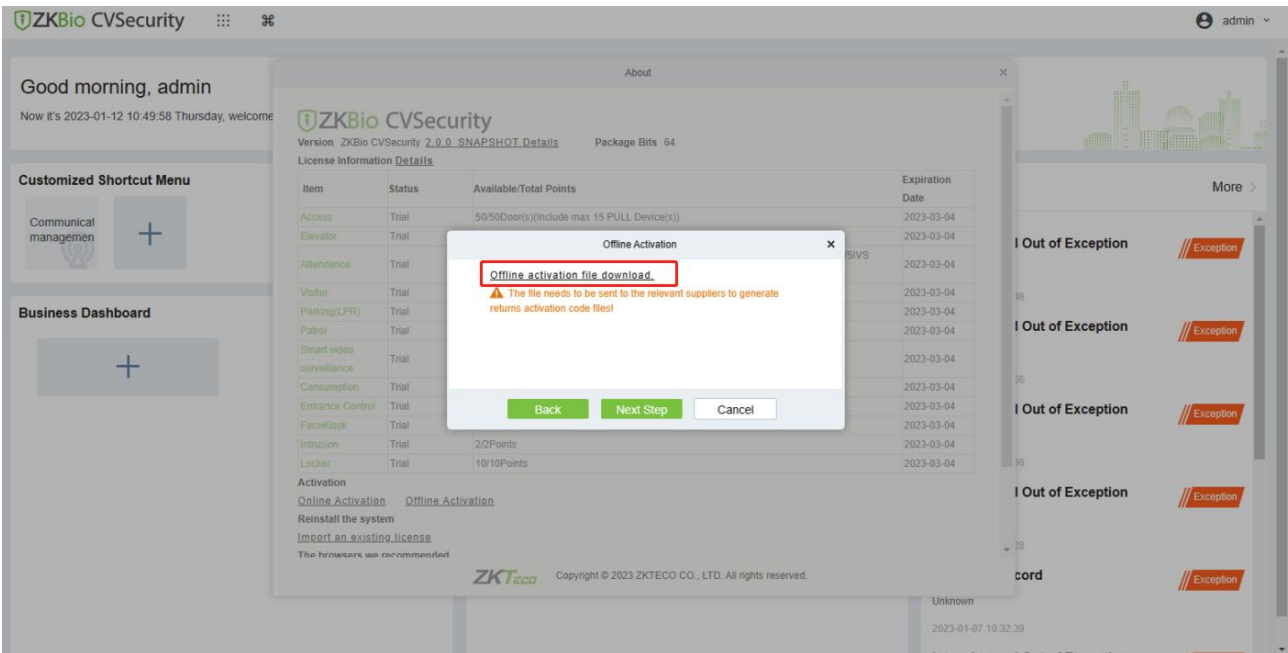 ZKBio CVSecurity
admin
Good morning, admin
Now it's 2023-01-12 10:49:58 Thursday, welcome
Customized Shortcut Menu
Communical
managemen
Business Dashboard
About
ZKBio CVSecurity
Version ZKBio CVSecurity 2.0.0_SNAPSHOT Details Package Bits 64
License Information Details
Item Status Available/Total Points Expiration
Date
Access Trial 50/50Door(s)(Include max 15 PULL Device(s)) 2023-03-04
Elevator Trial 2023-03-04
Attendance Trial 5IVS 2023-03-04
Visitor Trial 2023-03-04
Parking(LPR) Trial 2023-03-04
Patrol Trial 2023-03-04
Smart video
surveillance Trial 2023-03-04
Consumption Trial 2023-03-04
Entrance Control Trial 2023-03-04
FaceKiosk Trial 2023-03-04
Intrusion Trial 2/2Points 2023-03-04
Locker Trial 10/10Points 2023-03-04
Activation
Online Activation Offline Activation
Reinstall the system
Import an existing license
The browsers we recommended
ZKTeco Copyright © 2023 ZKTECO CO., LTD. All rights reserved.
Offline Activation
Offline activation file download.
The file needs to be sent to the relevant suppliers to generate
returns activation code files!
Back Next Step Cancel
More
l Out of Exception Exception
l Out of Exception Exception
l Out of Exception Exception
l Out of Exception Exception
cord Exception
Unknown
2023-01-07 10:32:39